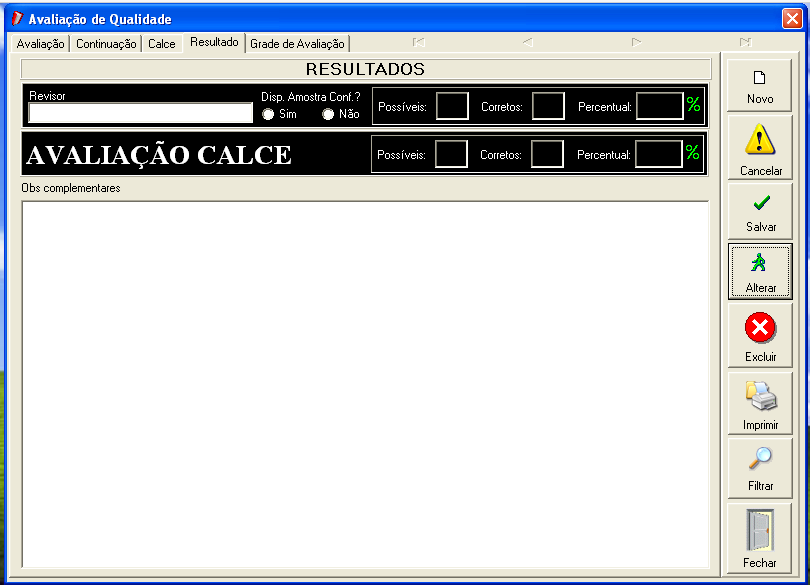 Avaliação de Qualidade
Avaliação Continuação Calce Resultado Grade de Avaliação
RESULTADOS
Revisor
Disp. Amostra Conf.?
Sim Não
Possíveis: Corretos: Percentual: %
AVALIAÇÃO CALCE
Possíveis: Corretos: Percentual: %
Obs complementares
Novo
Cancelar
Salvar
Alterar
Excluir
Imprimir
Filtrar
Fechar